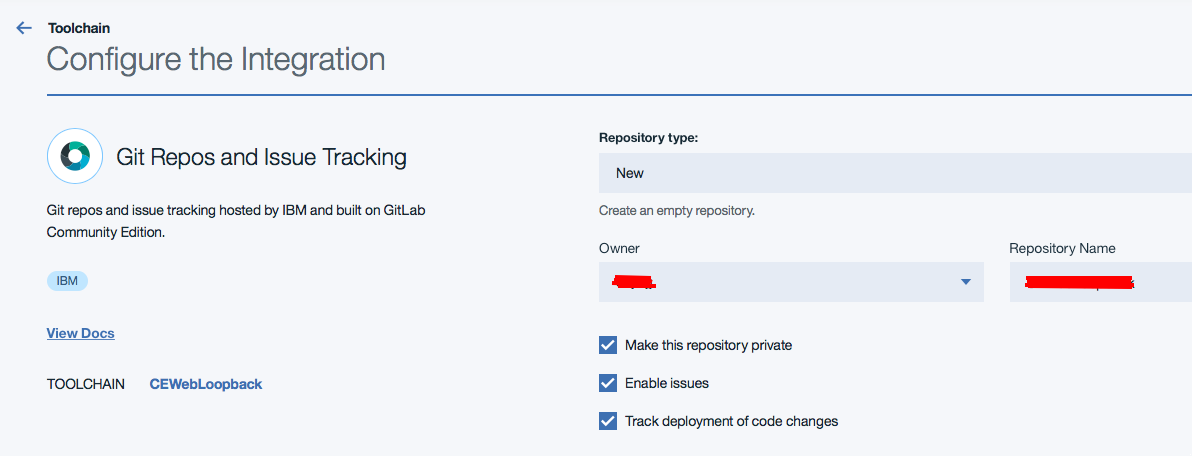 Toolchain
Configure the Integration
Git Repos and Issue Tracking
Git repos and issue tracking hosted by IBM and built on GitLab
Community Edition.
IBM
View Docs
TOOLCHAIN CEWebLoopback
Repository type:
New
Create an empty repository.
Owner Repository Name
Make this repository private
Enable issues
Track deployment of code changes